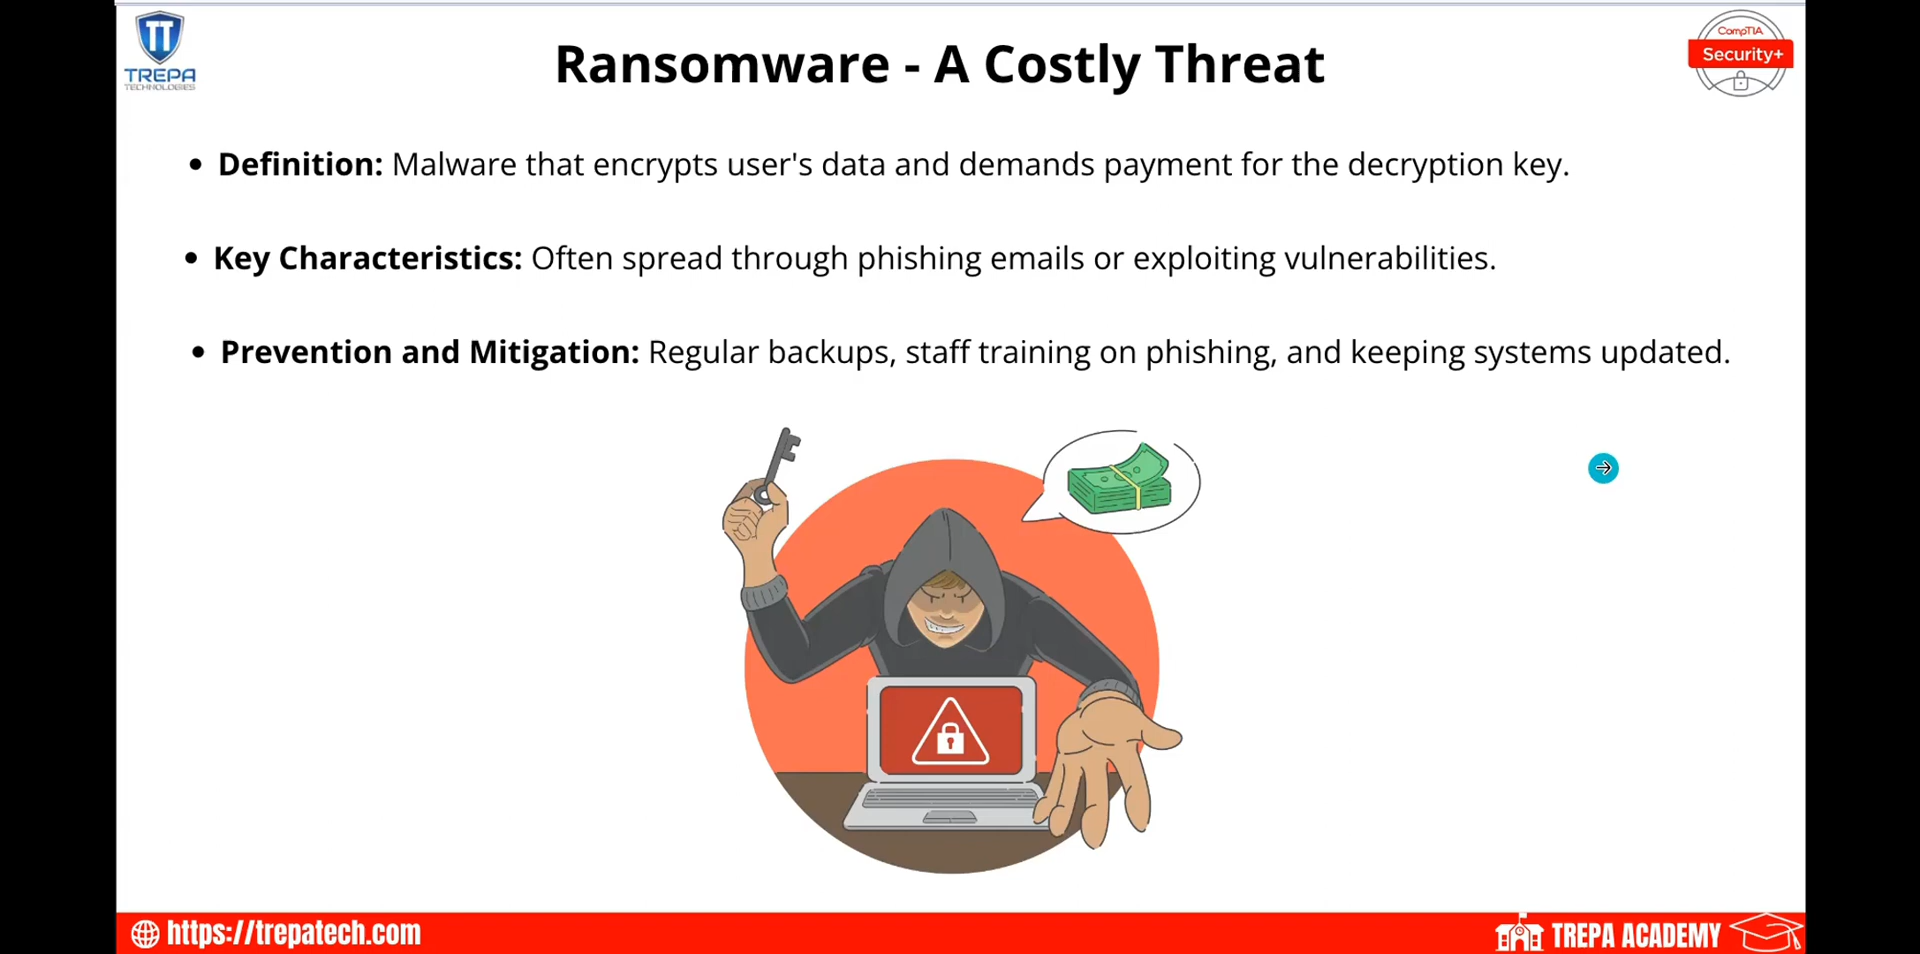 TREPA
TECHNOLOGIES
Ransomware - A Costly Threat
CompTIA
Security+
• Definition: Malware that encrypts user's data and demands payment for the decryption key.
• Key Characteristics: Often spread through phishing emails or exploiting vulnerabilities.
• Prevention and Mitigation: Regular backups, staff training on phishing, and keeping systems updated.
https://trepatech.com
TREPA ACADEMY